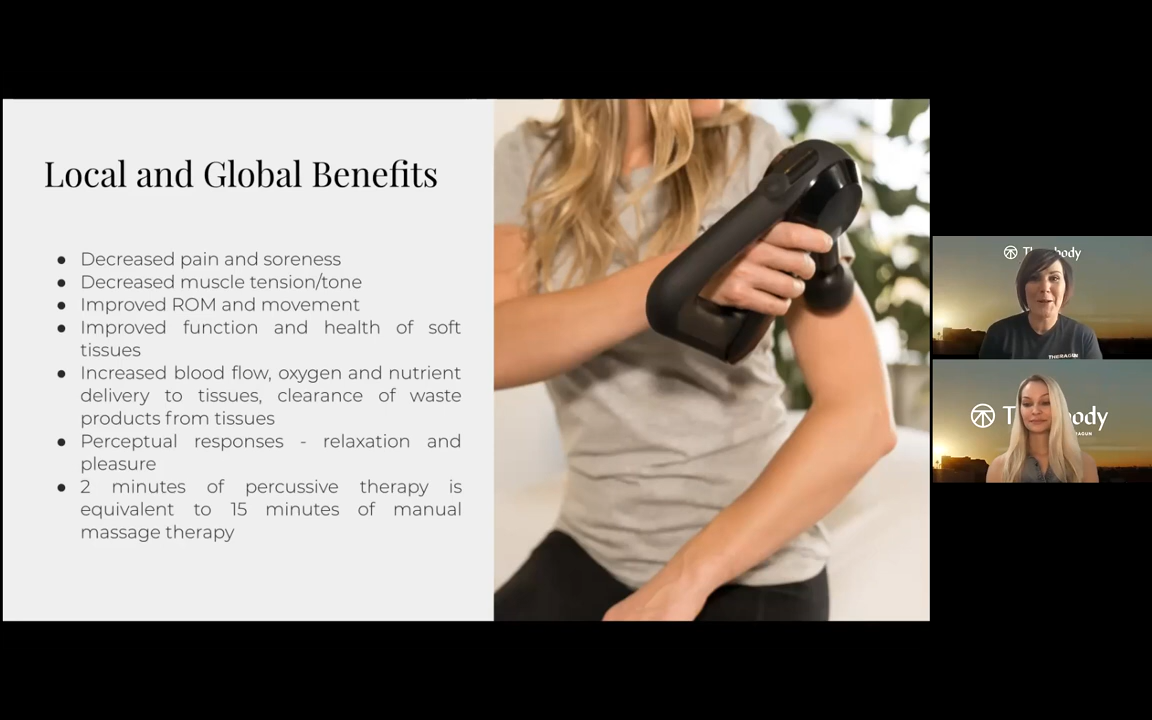 Local and Global Benefits
● Decreased pain and soreness
● Decreased muscle tension/tone
● Improved ROM and movement
● Improved function and health of soft
tissues
● Increased blood flow, oxygen and nutrient
delivery to tissues, clearance of waste
products from tissues
● Perceptual responses - relaxation and
pleasure
● 2 minutes of percussive therapy is
equivalent to 15 minutes of manual
massage therapy
THERAGUN